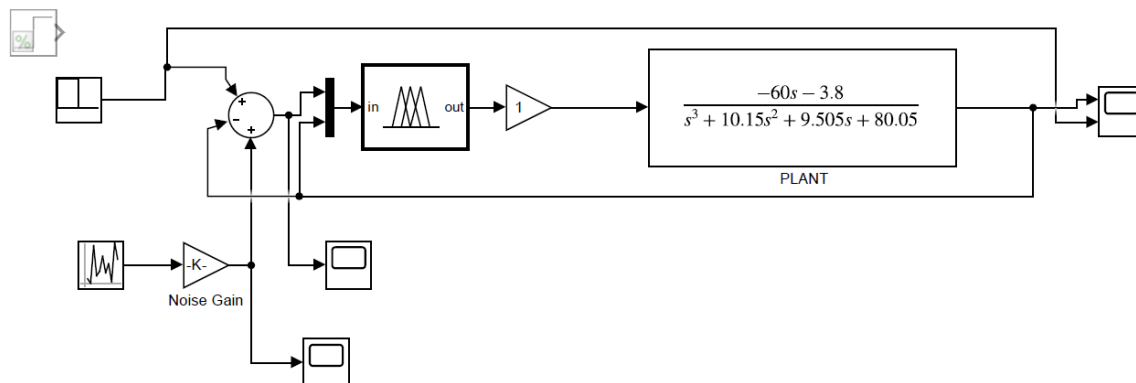 %
+
-
+
in
out
1
−60s − 3.8
s³ + 10.15s² + 9.505s + 80.05
PLANT
-K-
Noise Gain